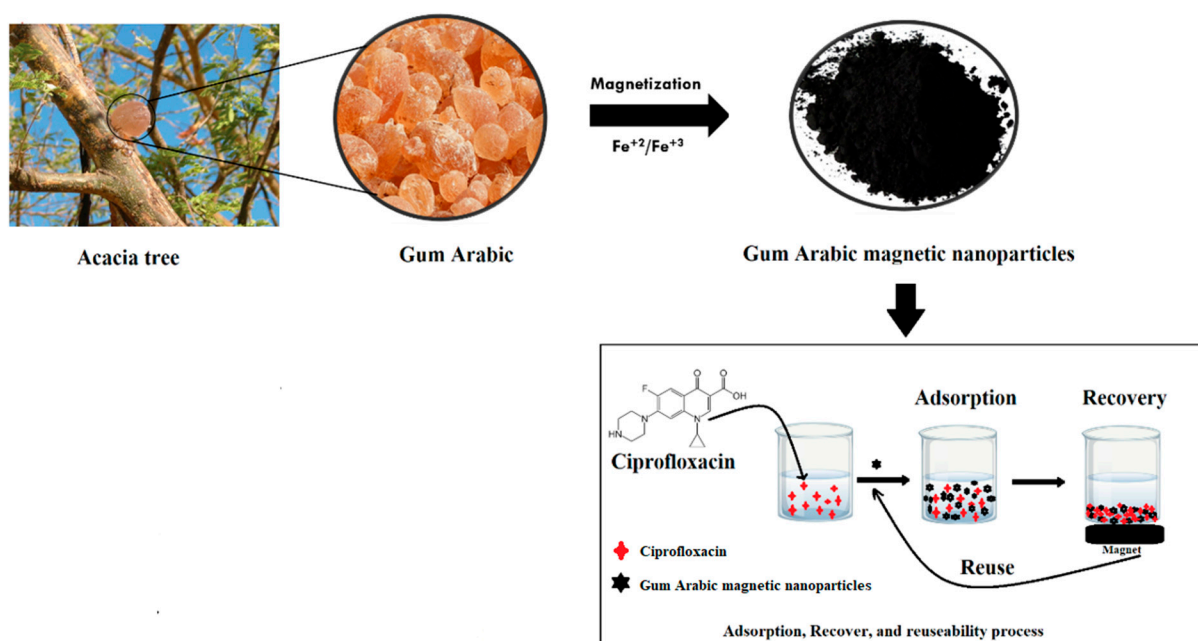 Magnetization
Fe+2/Fe+3
Acacia tree
Gum Arabic
Gum Arabic magnetic nanoparticles
F
O
O
OH
N
N
HN
Ciprofloxacin
Adsorption
Recovery
Magnet
Reuse
Ciprofloxacin
Gum Arabic magnetic nanoparticles
Adsorption, Recover, and reuseability process